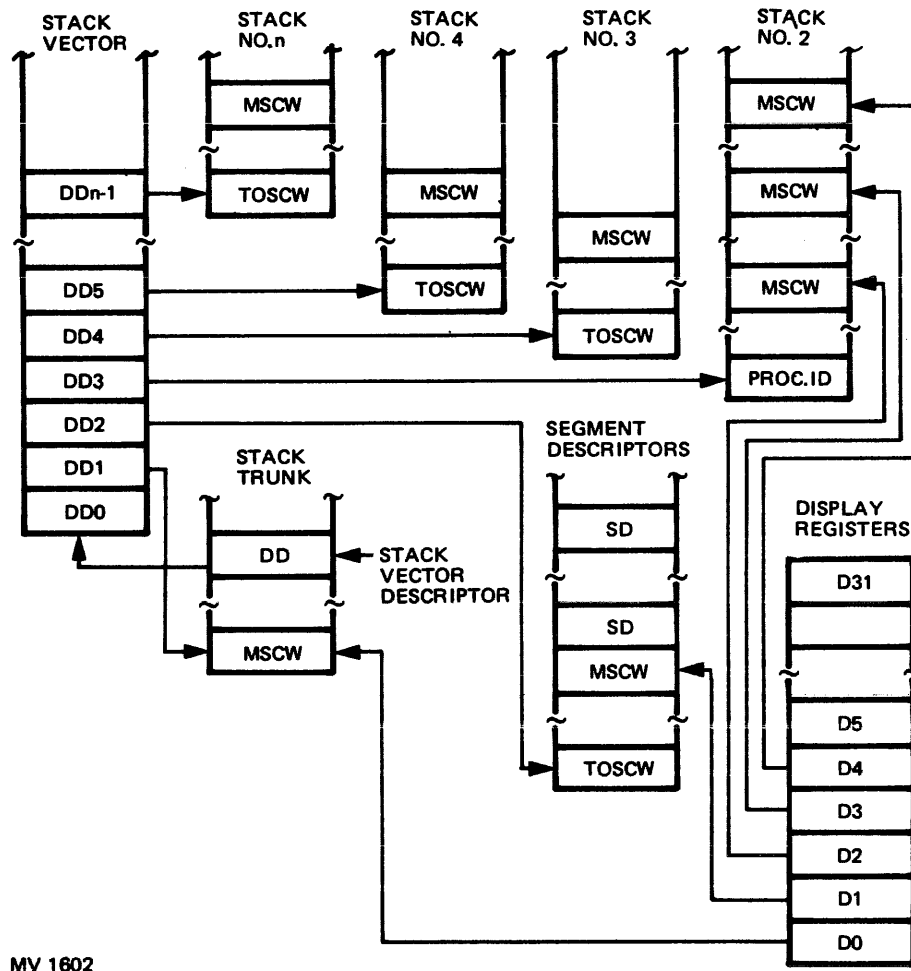 STACK
VECTOR
STACK
NO.n
STACK
NO. 4
STACK
NO. 3
STACK
NO. 2
MSCW
MSCW
DDn-1
TOSCW
MSCW
MSCW
MSCW
DD5
TOSCW
MSCW
DD4
TOSCW
DD3
PROC.ID
DD2
DD1
DD0
STACK
TRUNK
DD
STACK
VECTOR
DESCRIPTOR
MSCW
SEGMENT
DESCRIPTORS
SD
SD
MSCW
TOSCW
DISPLAY
REGISTERS
D31
D5
D4
D3
D2
D1
D0
MV 1602